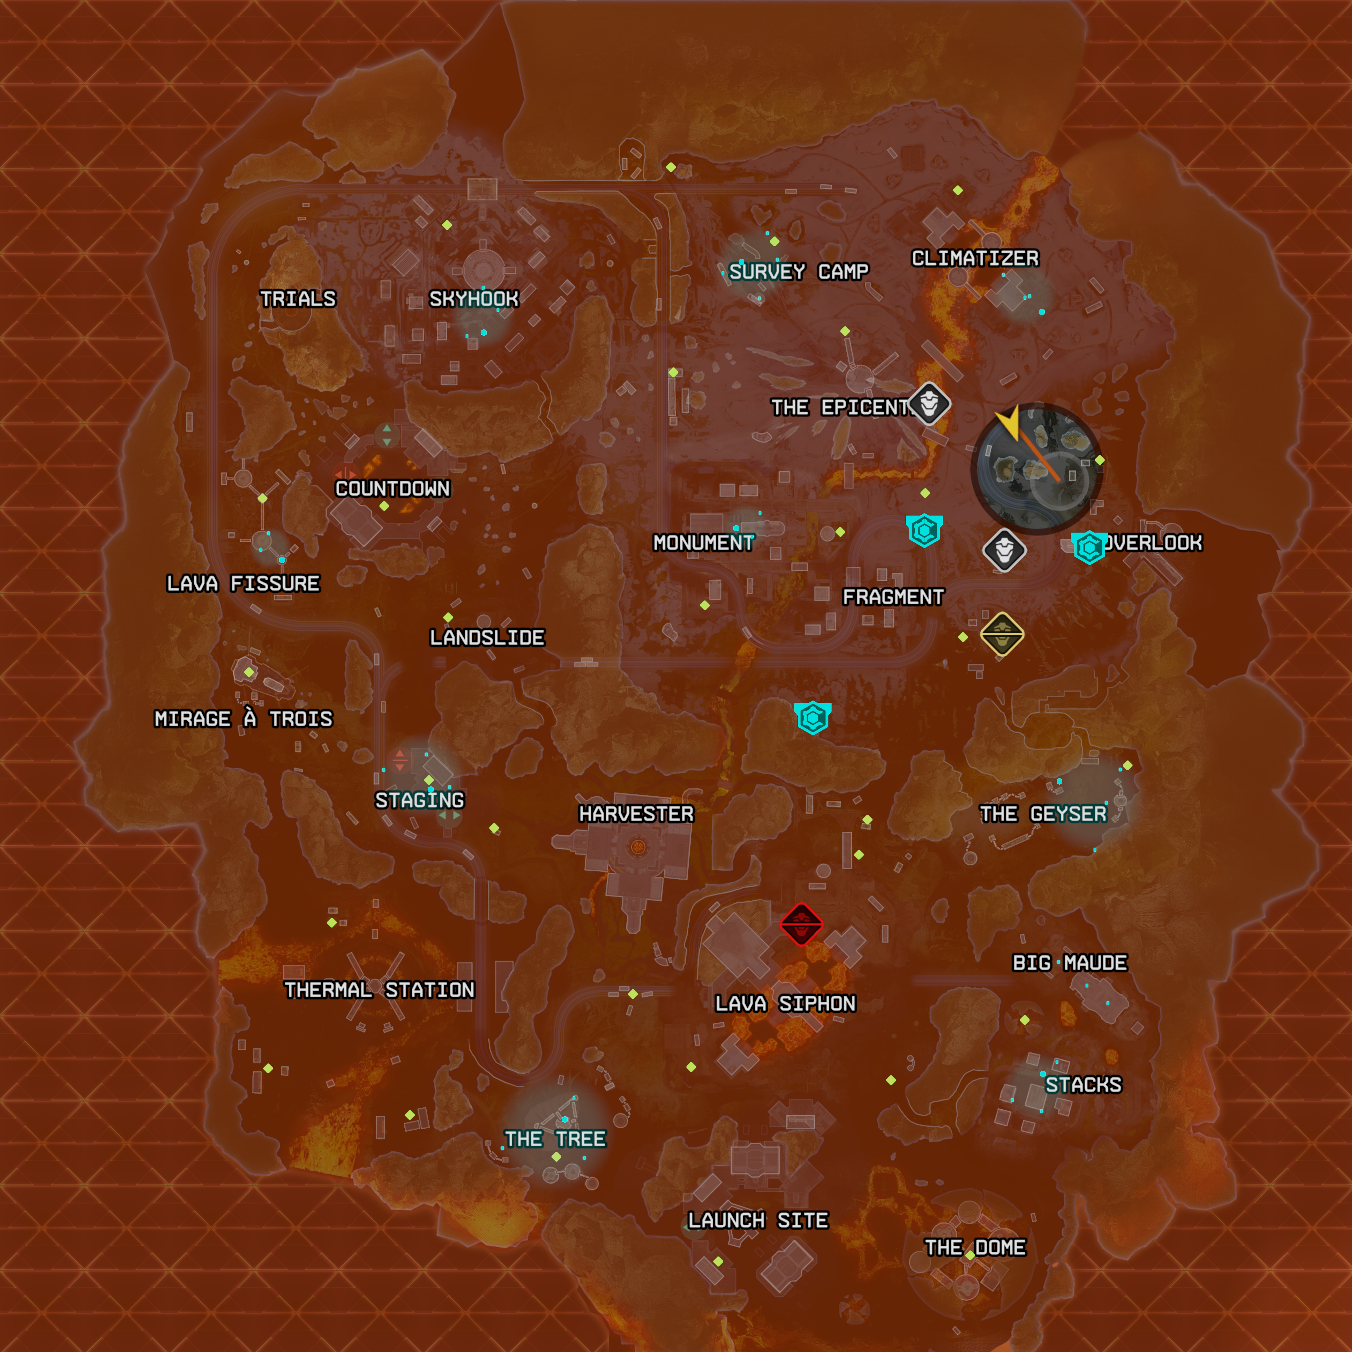 CLIMATIZER
SURVEY CAMP
TRIALS
SKYHOOK
THE EPICENT
COUNTDOWN
MONUMENT
OVERLOOK
LAVA FISSURE
FRAGMENT
LANDSLIDE
MIRAGE À TROIS
STAGING
HARVESTER
THE GEYSER
BIG MAUDE
THERMAL STATION
LAVA SIPHON
STACKS
THE TREE
LAUNCH SITE
THE DOME